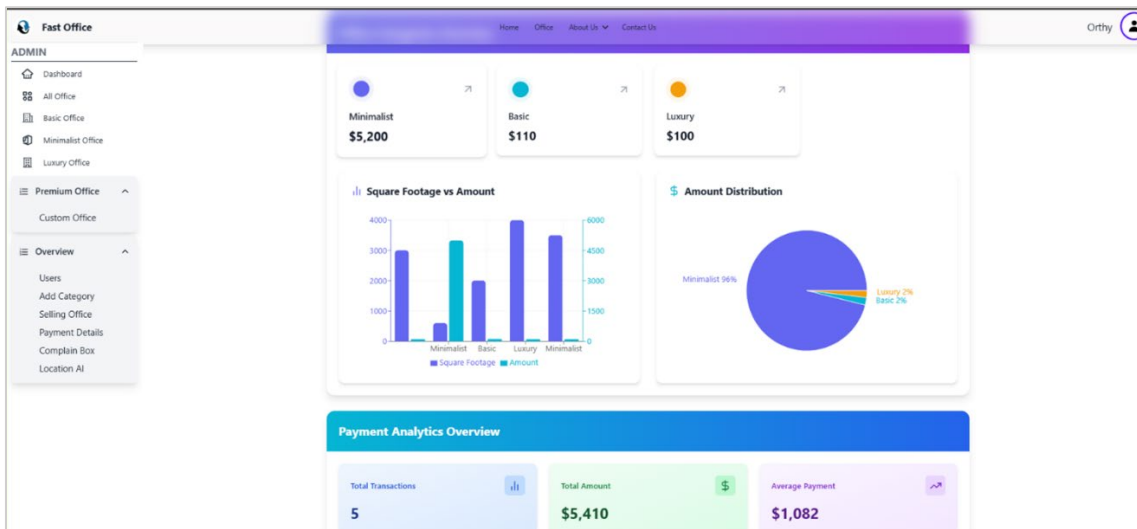 Fast Office
Home Office About Us Contact Us
Orthy
ADMIN
Dashboard
All Office
Basic Office
Minimalist Office
Luxury Office
Premium Office
Custom Office
Overview
Users
Add Category
Selling Office
Payment Details
Complain Box
Location AI
Minimalist
$5,200
Basic
$110
Luxury
$100
Square Footage vs Amount
4000
3000
2000
1000
0
6000
4500
3000
1500
0
Minimalist Basic Luxury Minimalist
Square Footage Amount
$ Amount Distribution
Minimalist 96%
Luxury 2%
Basic 2%
Payment Analytics Overview
Total Transactions
5
Total Amount
$
$5,410
Average Payment
$1,082